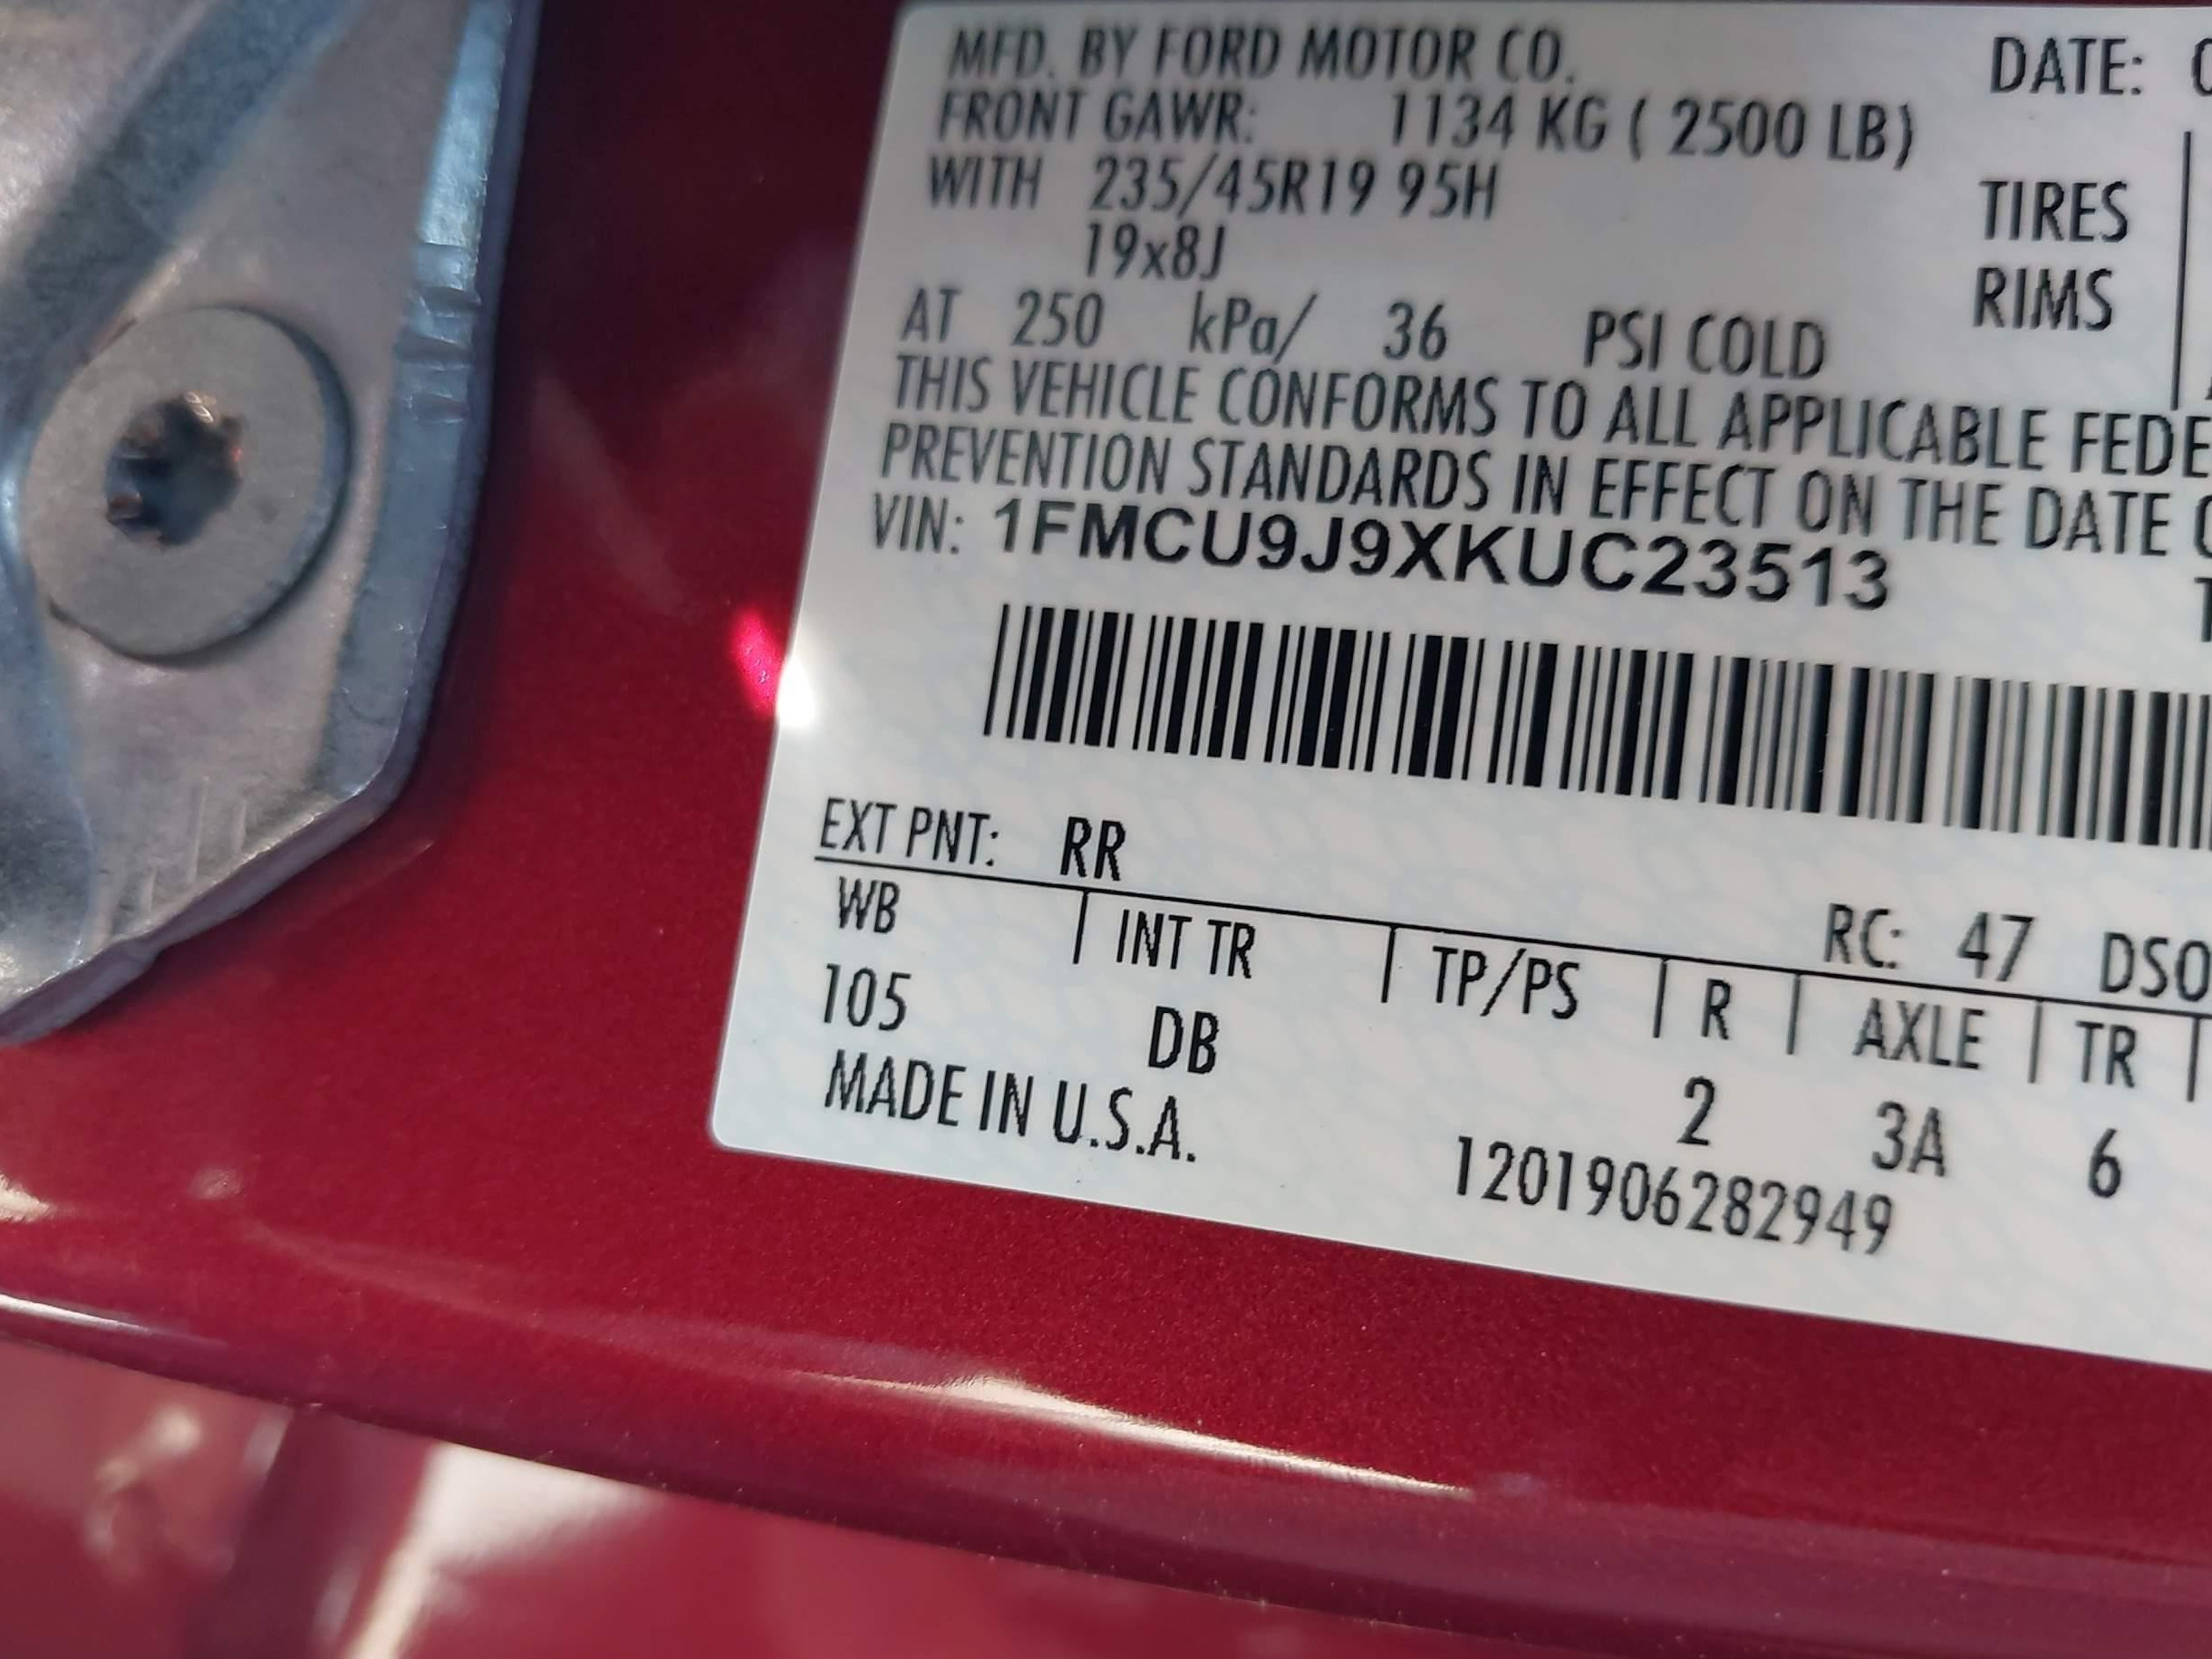 MFD. BY FORD MOTOR CO.
DATE:
FRONT GAWR: 1134 KG ( 2500 LB)
WITH 235/45R19 95H
TIRES
19x8J
RIMS
AT 250 kPa/ 36 PSI COLD
THIS VEHICLE CONFORMS TO ALL APPLICABLE FEDE
PREVENTION STANDARDS IN EFFECT ON THE DATE
VIN: 1FMCU9J9XKUC23513
EXT PNT: RR
RC: 47 DSO
WB INT TR TP/PS R AXLE TR
105 DB 2 3A 6
MADE IN U.S.A.
1201906282949